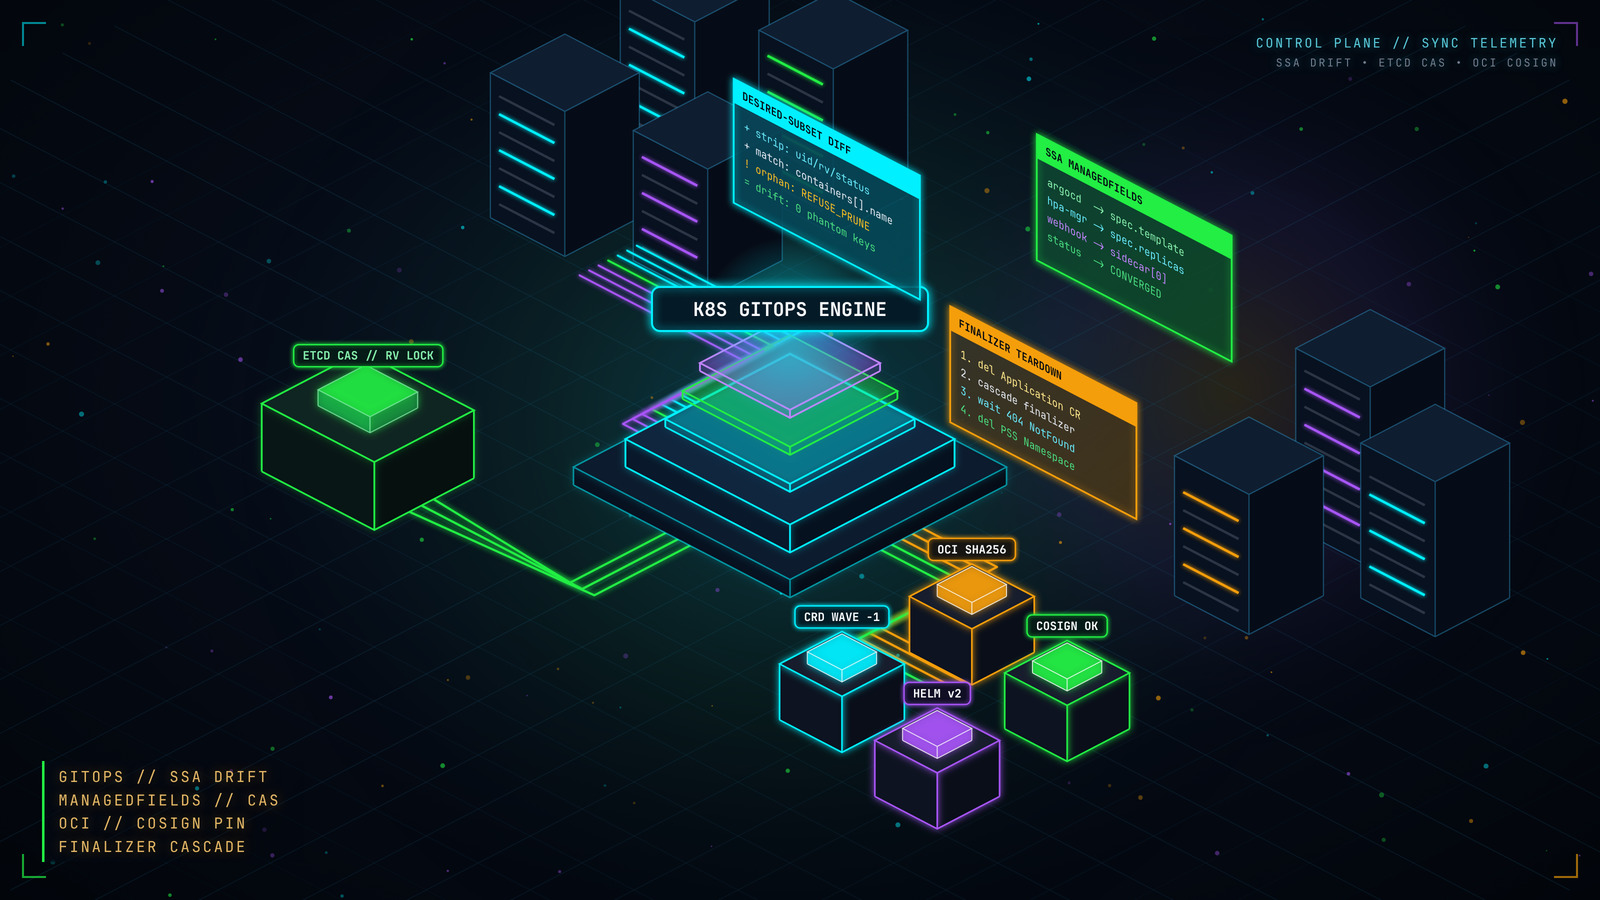 CONTROL PLANE // SYNC TELEMETRY
SSA DRIFT • ETCD CAS • OCI COSIGN
DESIRED-SUBSET DIFF
+ strip: uid/rv/status
+ match: containers[].name
! orphan: REFUSE_PRUNE
= drift: 0 phantom keys
SSA MANAGEDFIELDS
argocd → spec.template
hpa-mgr → spec.replicas
webhook → sidecar[0]
status → CONVERGED
K8S GITOPS ENGINE
FINALIZER TEARDOWN
1. del Application CR
2. cascade finalizer
3. wait 404 NotFound
4. del PSS Namespace
ETCD CAS // RV LOCK
OCI SHA256
CRD WAVE -1
COSIGN OK
HELM v2
GITOPS // SSA DRIFT
MANAGEDFIELDS // CAS
OCI // COSIGN PIN
FINALIZER CASCADE